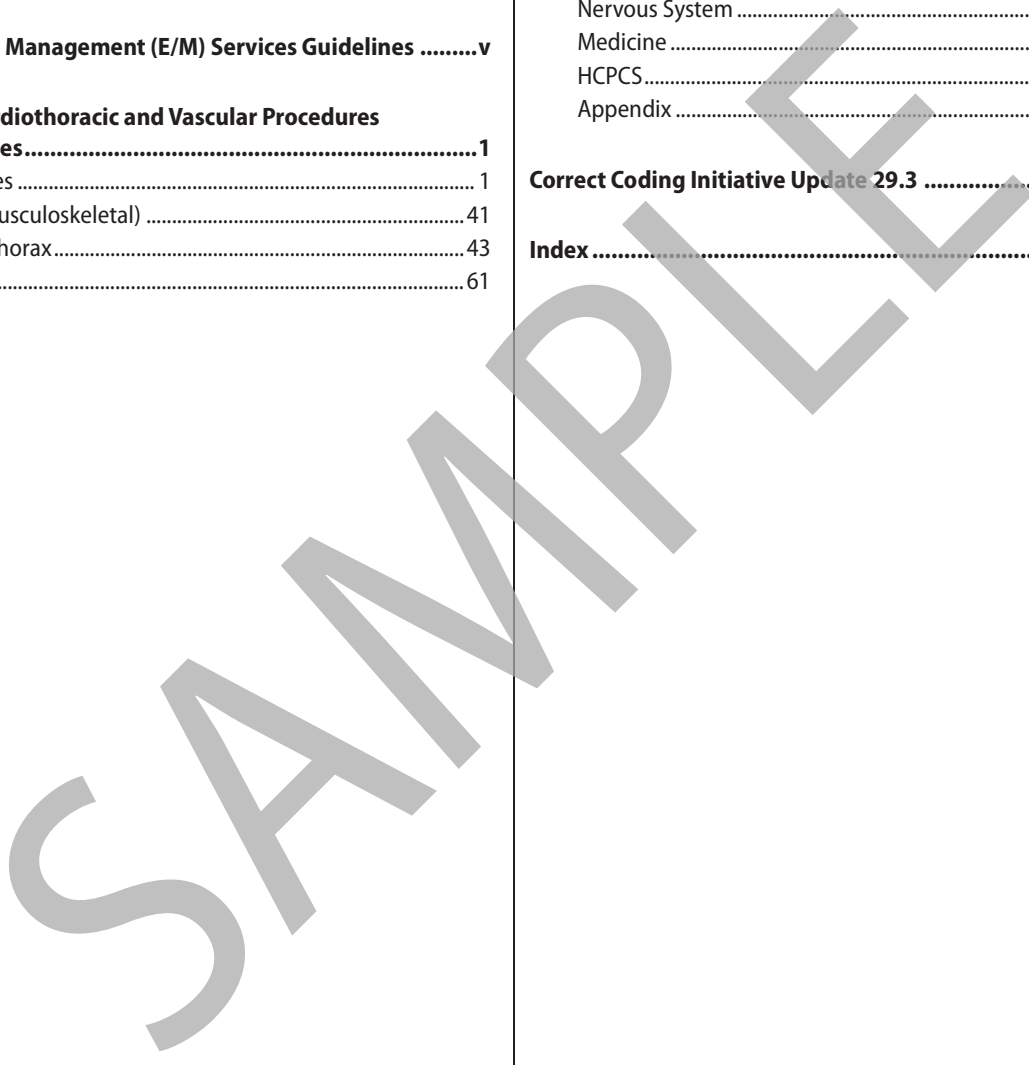 Management (E/M) Services Guidelines .........v
diothoracic and Vascular Procedures
es..........................................................................1
es .......................................................................................... 1
usculoskeletal) ..............................................................41
horax.................................................................................43
.............................................................................................61
Nervous System ..........................................................
Medicine .......................................................................
HCPCS............................................................................
Appendix ......................................................................
Correct Coding Initiative Update 29.3 ..................
Index .......................................................................
SAMPLE